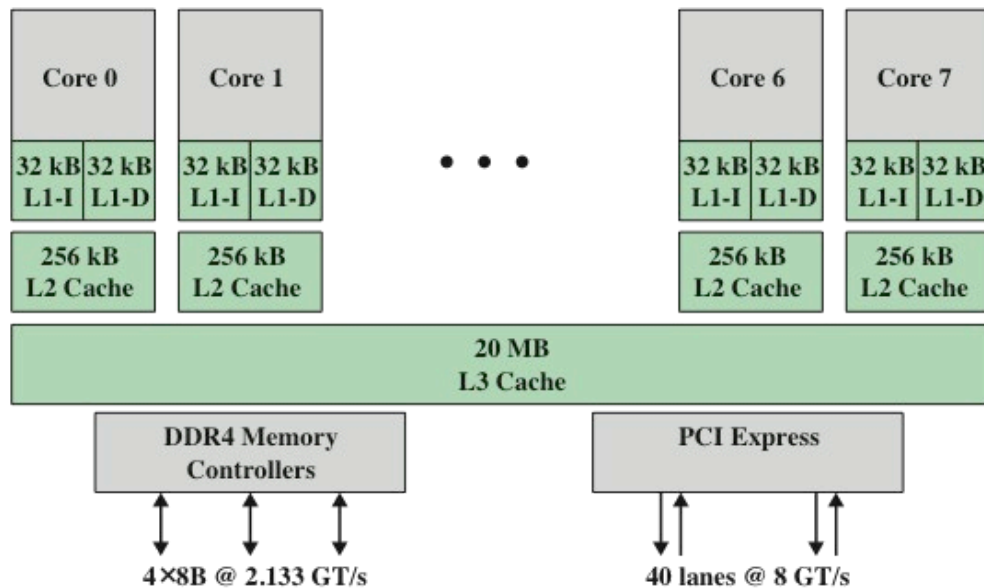 Core 0
Core 1
Core 6
Core 7
32 kB
L1-I
32 kB
L1-D
32 kB
L1-I
32 kB
L1-D
• • •
32 kB
L1-I
32 kB
L1-D
32 kB
L1-I
32 kB
L1-D
256 kB
L2 Cache
256 kB
L2 Cache
256 kB
L2 Cache
256 kB
L2 Cache
20 MB
L3 Cache
DDR4 Memory
Controllers
PCI Express
4×8B @ 2.133 GT/s
40 lanes @ 8 GT/s